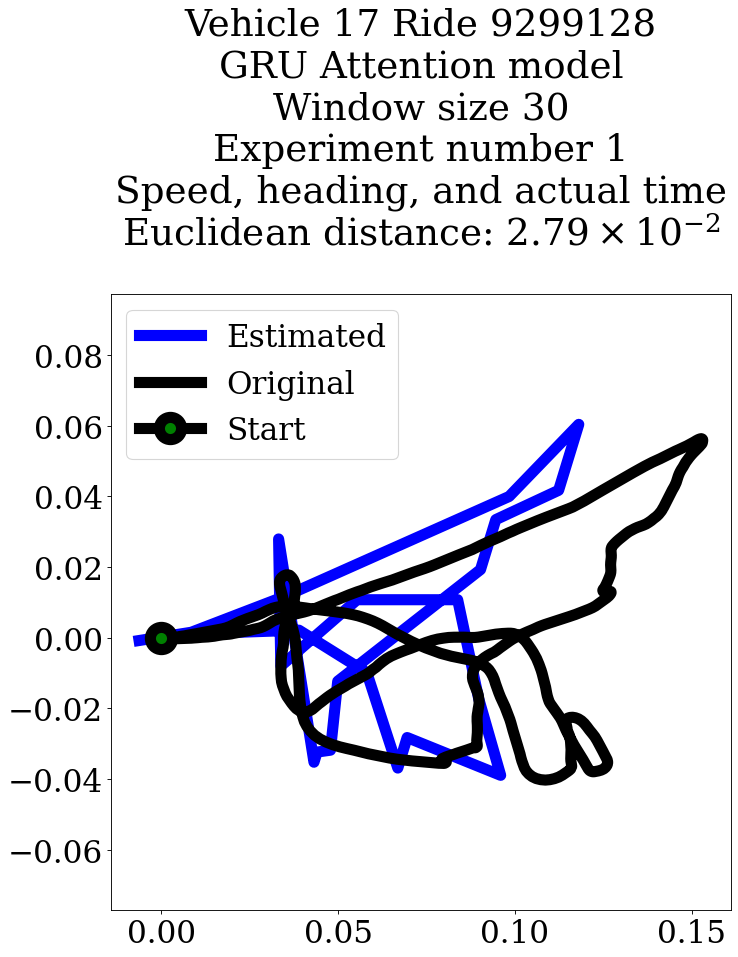 Vehicle 17 Ride 9299128
GRU Attention model
Window size 30
Experiment number 1
Speed, heading, and actual time
Euclidean distance: 2.79 × 10⁻²
Estimated
Original
Start
0.08
0.06
0.04
0.02
0.00
−0.02
−0.04
−0.06
0.00 0.05 0.10 0.15